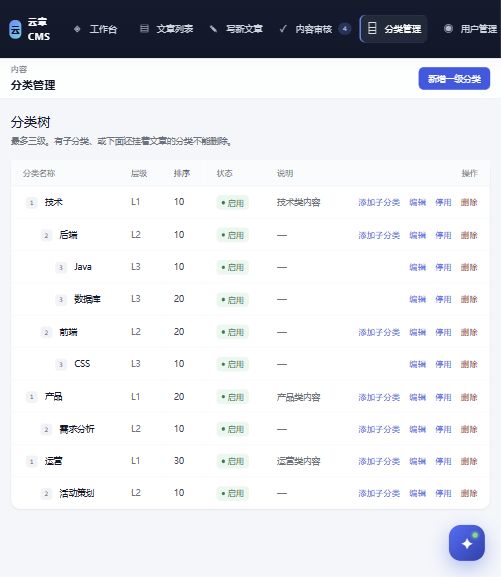 云
云章
CMS
工作台
文章列表
写新文章
内容审核 4
分类管理
用户管理
内容
分类管理
新增一级分类
分类树
最多三级。有子分类、或下面还挂着文章的分类不能删除。
分类名称 层级 排序 状态 说明 操作
1 技术 L1 10 启用 技术类内容 添加子分类 编辑 停用 删除
2 后端 L2 10 启用 — 添加子分类 编辑 停用 删除
3 Java L3 10 启用 — 编辑 停用 删除
3 数据库 L3 20 启用 — 编辑 停用 删除
2 前端 L2 20 启用 — 添加子分类 编辑 停用 删除
3 CSS L3 10 启用 — 编辑 停用 删除
1 产品 L1 20 启用 产品类内容 添加子分类 编辑 停用 删除
2 需求分析 L2 10 启用 — 添加子分类 编辑 停用 删除
1 运营 L1 30 启用 运营类内容 添加子分类 编辑 停用 删除
2 活动策划 L2 10 启用 — 添加子分类 编辑 停用 删除